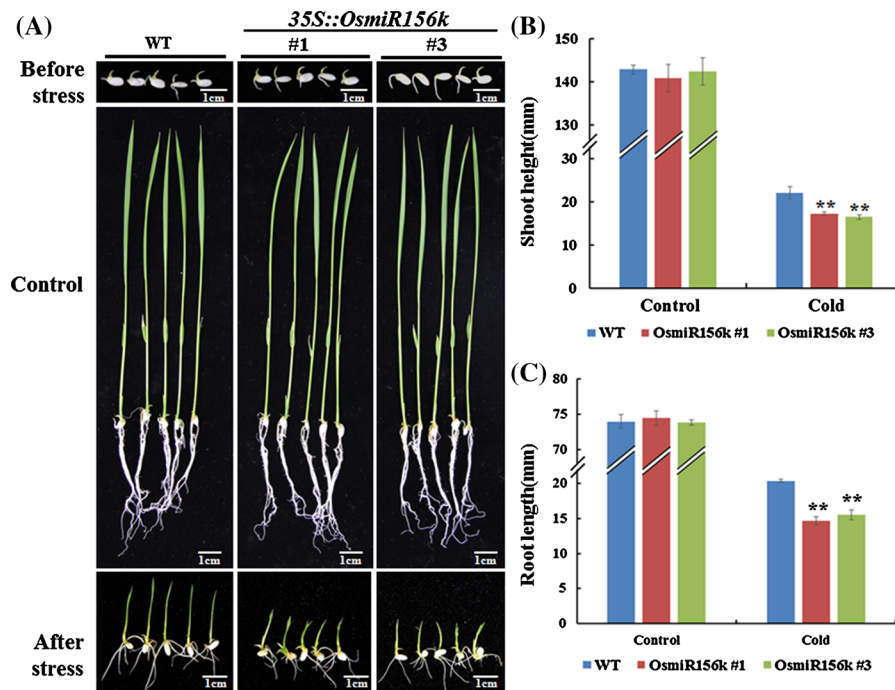 (A)
35S::OsmiR156k
WT
#1
#3
Before
stress
1cm
1cm
1cm
Control
1cm
1cm
1cm
After
stress
1cm
1cm
1cm
(B)
Shoot height(mm)
150
140
130
30
20
10
0
**
**
Control
Cold
WT
OsmiR156k #1
OsmiR156k #3
(C)
Root length(mm)
80
75
70
20
15
10
5
0
**
**
Control
Cold
WT
OsmiR156k #1
OsmiR156k #3